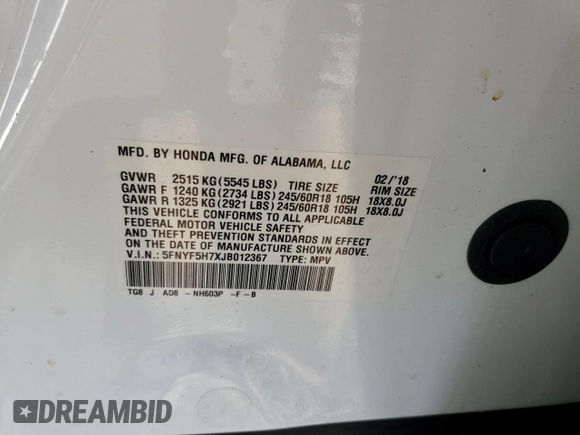 MFD. BY HONDA MFG. OF ALABAMA, LLC
GVWR 2515 KG(5545 LBS) TIRE SIZE 02/'18 RIM SIZE
GAWR F 1240 KG(2734 LBS)245/60R18 105H 18X8.0J
GAWR R 1325 KG(2921 LBS)245/60R18 105H 18X8.0J
THIS VEHICLE CONFORMS TO ALL APPLICABLE
FEDERAL MOTOR VEHICLE SAFETY
AND THEFT PREVENTION STANDARDS IN EFFECT
ON THE DATE OF MANUFACTURE SHOWN ABOVE.
V.I.N.: 5FNYF5H7XJB012367 TYPE: MPV
TG8 J AD6 - NH603P -F-B
DREAMBID